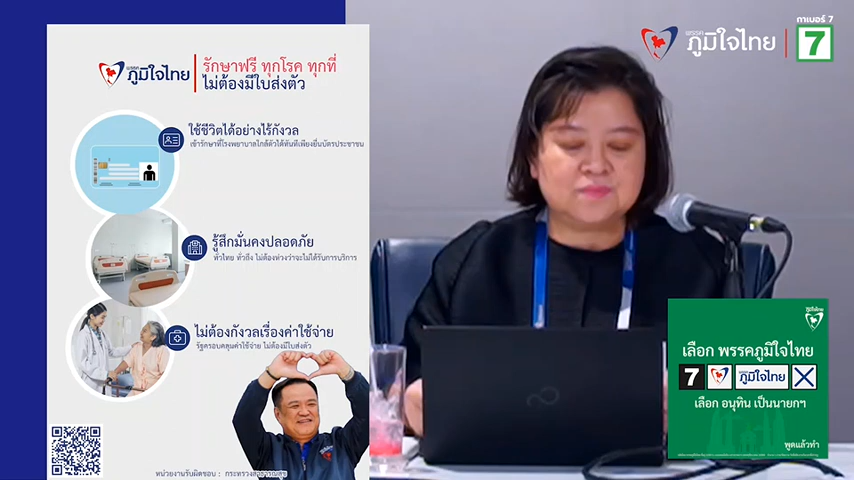 พรรค
ภูมิใจไทย
รักษาฟรี ทุกโรค ทุกที่
ไม่ต้องมีใบส่งตัว
ใช้ชีวิตได้อย่างไร้กังวล
เข้ารักษาที่โรงพยาบาลใกล้ตัวได้ทันทีเพียงยื่นบัตรประชาชน
รู้สึกมั่นคงปลอดภัย
ทั่วไทย ทั่วถึง ไม่ต้องห่วงว่าจะไม่ได้รับการบริการ
ไม่ต้องกังวลเรื่องค่าใช้จ่าย
รัฐครอบคลุมค่าใช้จ่าย ไม่ต้องมีใบส่งตัว
หน่วยงานรับผิดชอบ : กระทรวงสาธารณสุข
พรรค
ภูมิใจไทย
กาเบอร์ 7
7
ภูมิใจไทย
เลือก พรรคภูมิใจไทย
7 ภูมิใจไทย
เลือก อนุทิน เป็นนายกฯ
พูดแล้วทำ